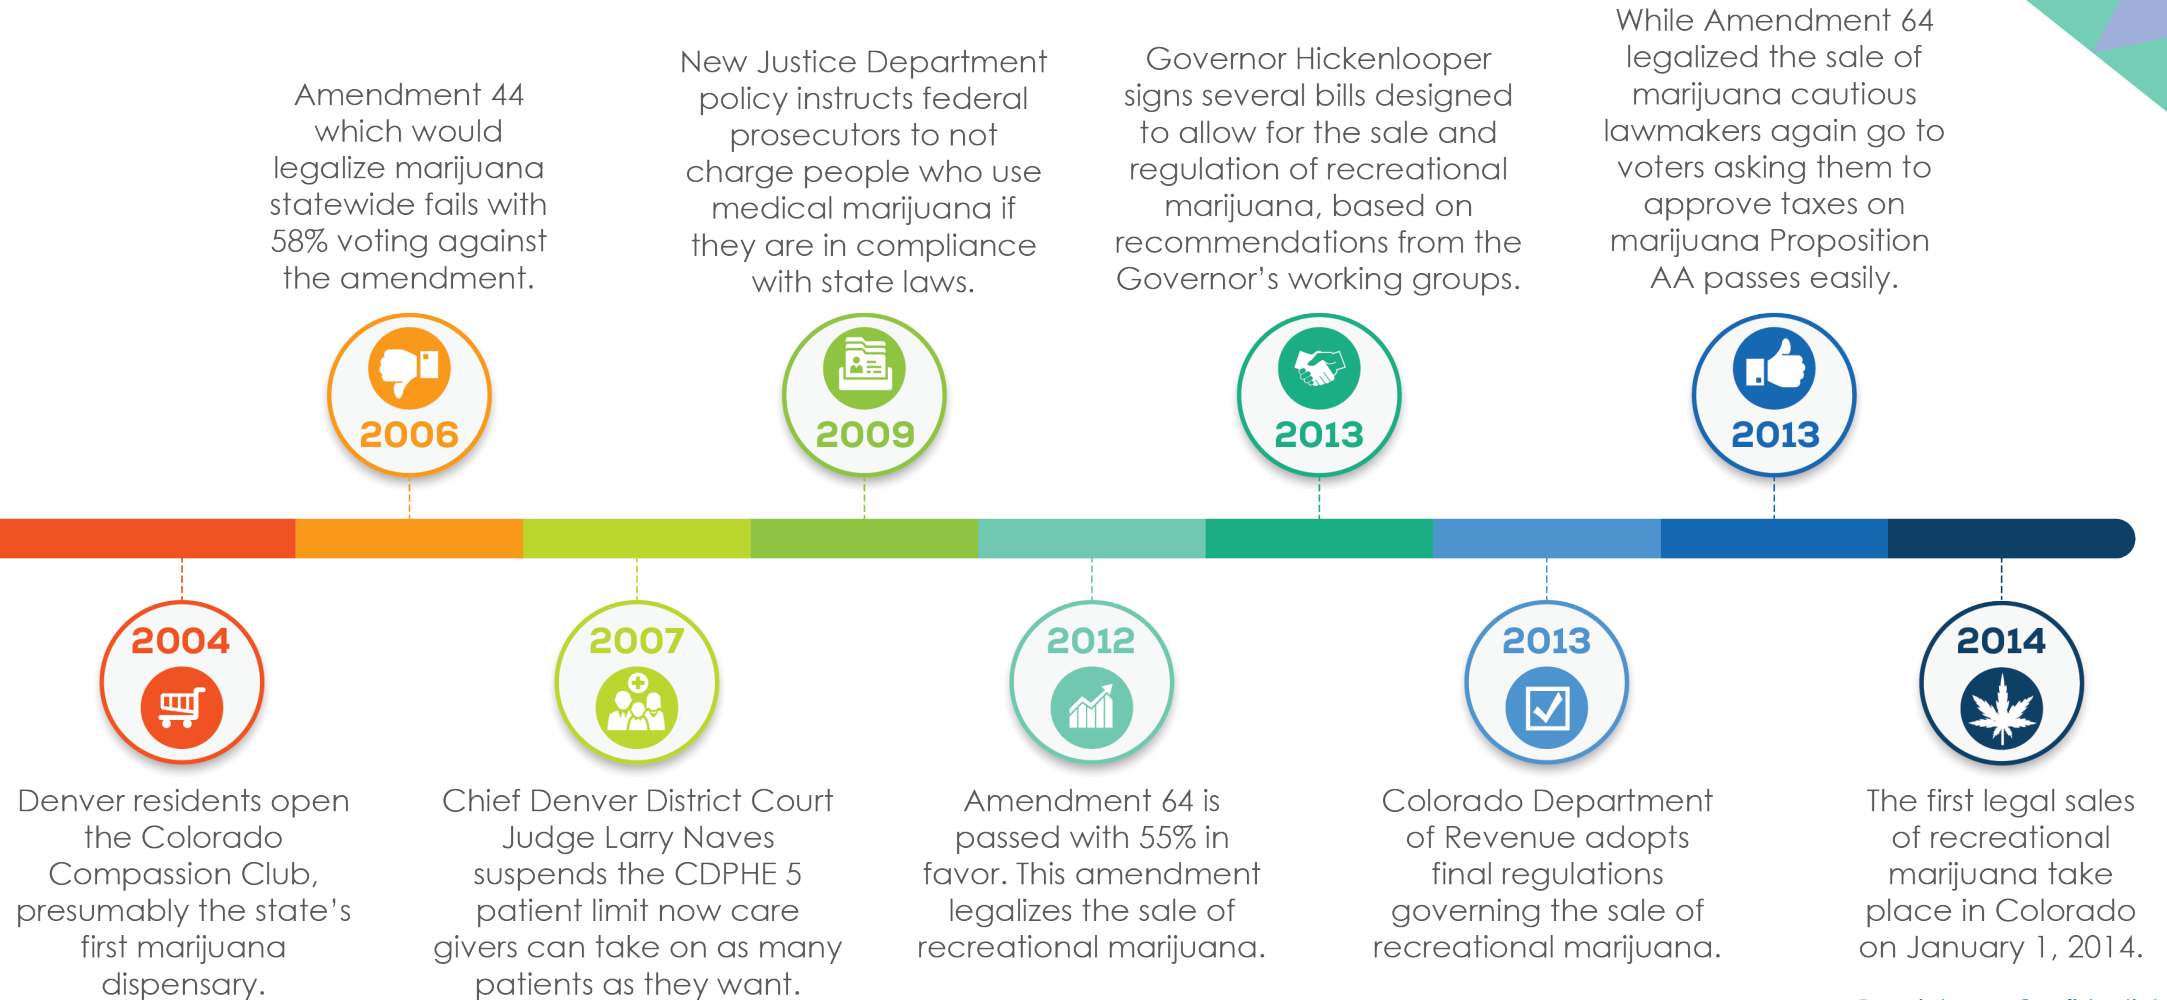 Amendment 44
which would
legalize marijuana
statewide fails with
58% voting against
the amendment.
2006
New Justice Department
policy instructs federal
prosecutors to not
charge people who use
medical marijuana if
they are in compliance
with state laws.
2009
Governor Hickenlooper
signs several bills designed
to allow for the sale and
regulation of recreational
marijuana, based on
recommendations from the
Governor’s working groups.
2013
While Amendment 64
legalized the sale of
marijuana cautious
lawmakers again go to
voters asking them to
approve taxes on
marijuana Proposition
AA passes easily.
2013
2004
Denver residents open
the Colorado
Compassion Club,
presumably the state’s
first marijuana
dispensary.
2007
Chief Denver District Court
Judge Larry Naves
suspends the CDPHE 5
patient limit now care
givers can take on as many
patients as they want.
2012
Amendment 64 is
passed with 55% in
favor. This amendment
legalizes the sale of
recreational marijuana.
2013
Colorado Department
of Revenue adopts
final regulations
governing the sale of
recreational marijuana.
2014
The first legal sales
of recreational
marijuana take
place in Colorado
on January 1, 2014.